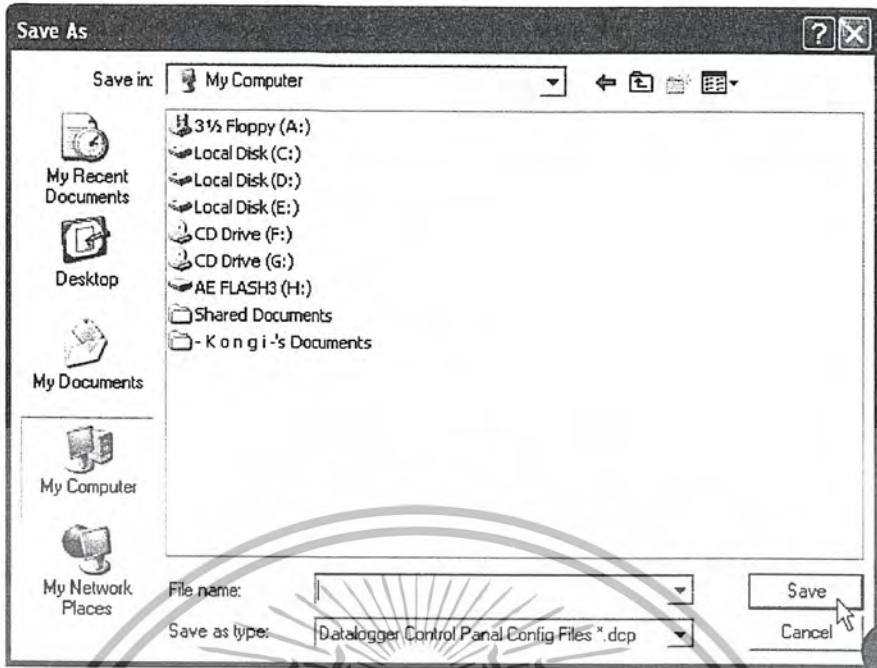 Save As
Save in: My Computer
My Recent
Documents
Desktop
My Documents
My Computer
My Network
Places
3½ Floppy (A:)
Local Disk (C:)
Local Disk (D:)
Local Disk (E:)
CD Drive (F:)
CD Drive (G:)
AE FLASH3 (H:)
Shared Documents
- K o n g i -'s Documents
File name:
Save
Save as type: Datalogger Control Panal Config Files *.dcp
Cancel